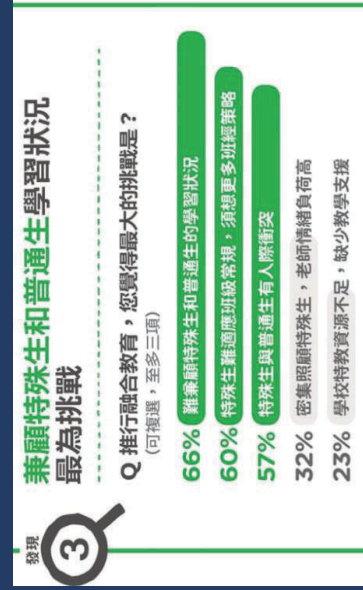 發現
3
兼顧特殊生和普通生學習狀況
最為挑戰
Q 推行融合教育，您覺得最大的挑戰是？
（可複選，至多三項）
66% 難兼顧特殊生和普通生的學習狀況
60% 特殊生難適應班級常規，須想更多班經策略
57% 特殊生與普通生有人際衝突
32% 密集照顧特殊生，老師情緒負荷高
23% 學校特教資源不足，缺少教學支援